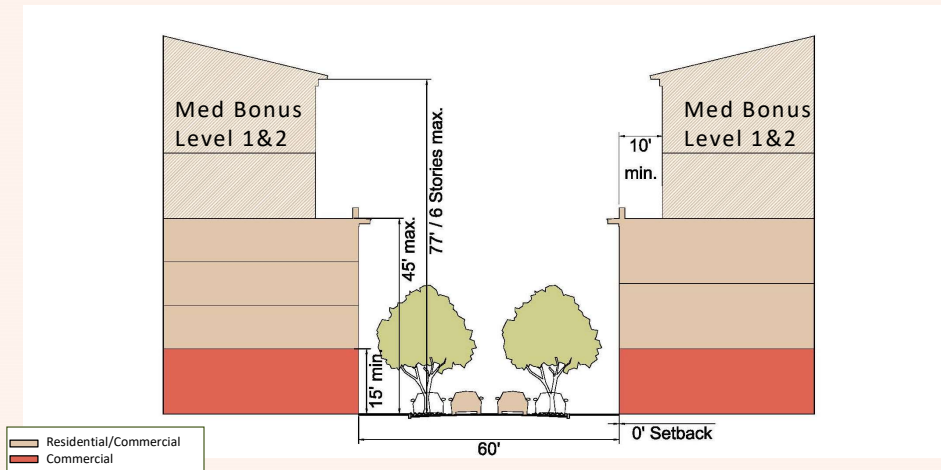 Med Bonus
Level 1&2
Med Bonus
Level 1&2
10'
min.
77' / 6 Stories max.
45' max.
15' min.
60'
0' Setback
Residential/Commercial
Commercial